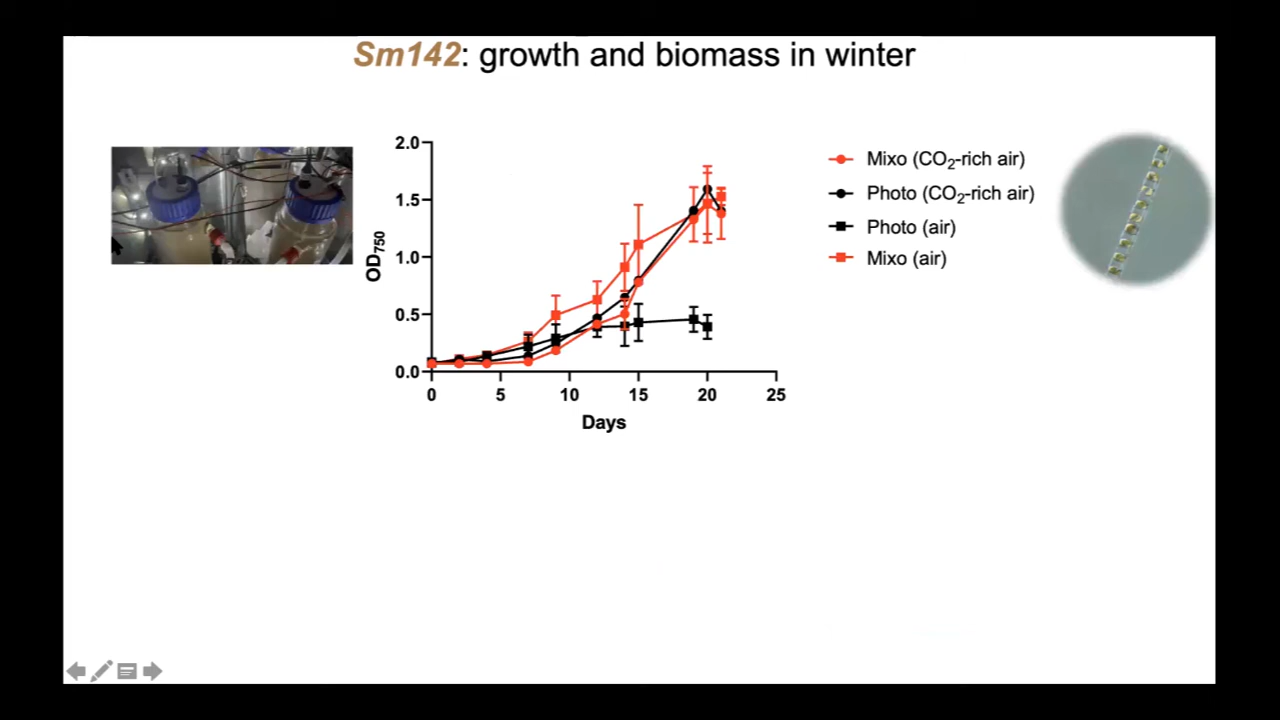 Sm142: growth and biomass in winter
2.0
1.5
1.0
0.5
0.0
OD750
0 5 10 15 20 25
Days
Mixo (CO2-rich air)
Photo (CO2-rich air)
Photo (air)
Mixo (air)